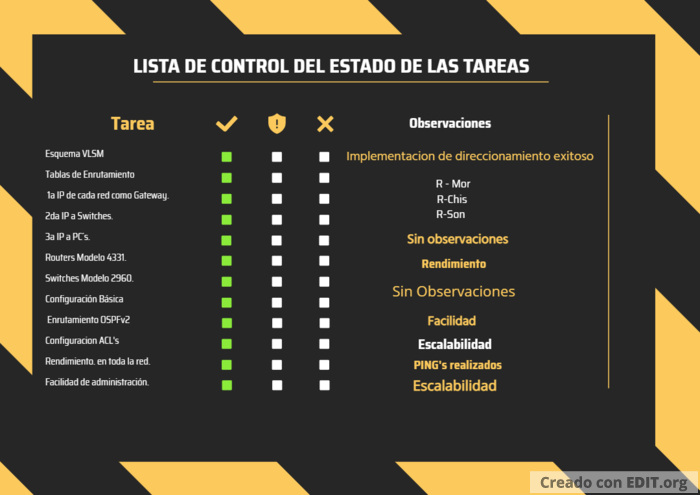 LISTA DE CONTROL DEL ESTADO DE LAS TAREAS
Tarea
Observaciones
Esquema VLSM
Implementacion de direccionamiento exitoso
Tablas de Enrutamiento
R - Mor
1a IP de cada red como Gateway.
R-Chis
2da IP a Switches.
R-Son
3a IP a PC's.
Sin observaciones
Routers Modelo 4331.
Rendimiento
Switches Modelo 2960.
Sin Observaciones
Configuración Básica
Enrutamiento OSPFv2
Facilidad
Configuracion ACL's
Escalabilidad
Rendimiento. en toda la red.
PING's realizados
Facilidad de administración.
Escalabilidad
Creado con EDIT.org